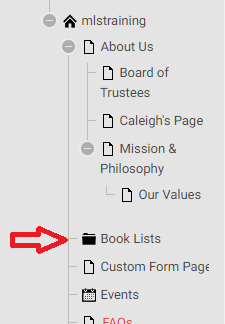 mlstraining
About Us
Board of
Trustees
Caleigh's Page
Mission &
Philosophy
Our Values
Book Lists
Custom Form Page
Events
FAQs